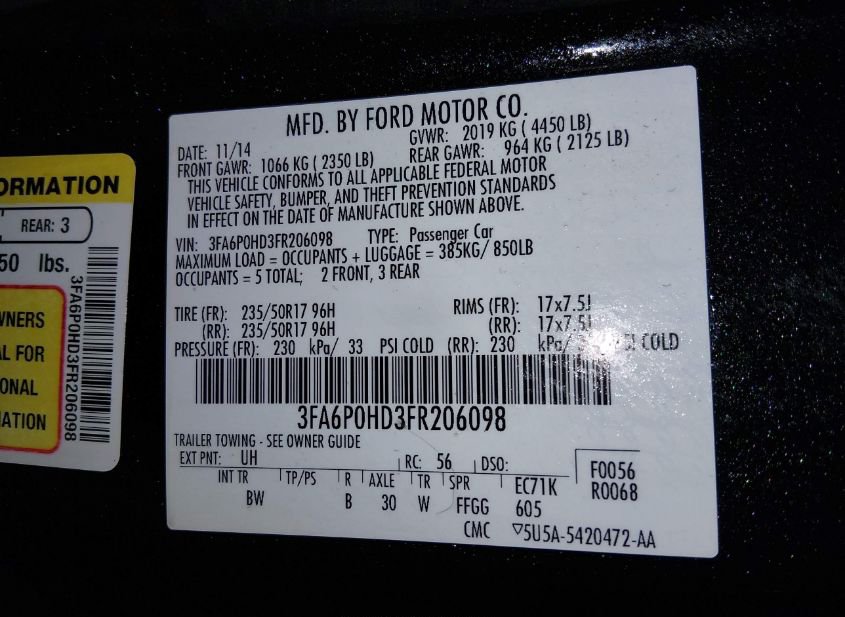 ORMATION
REAR: 3
50 lbs.
3FA6P0HD3FR206098
WNERS
AL FOR
ONAL
MATION
MFD. BY FORD MOTOR CO.
DATE: 11/14 GVWR: 2019 KG ( 4450 LB)
FRONT GAWR: 1066 KG ( 2350 LB) REAR GAWR: 964 KG ( 2125 LB)
THIS VEHICLE CONFORMS TO ALL APPLICABLE FEDERAL MOTOR
VEHICLE SAFETY, BUMPER, AND THEFT PREVENTION STANDARDS
IN EFFECT ON THE DATE OF MANUFACTURE SHOWN ABOVE.
VIN: 3FA6P0HD3FR206098 TYPE: Passenger Car
MAXIMUM LOAD = OCCUPANTS + LUGGAGE = 385KG/ 850LB
OCCUPANTS = 5 TOTAL; 2 FRONT, 3 REAR
TIRE (FR): 235/50R17 96H RIMS (FR): 17x7.5J
(RR): 235/50R17 96H (RR): 17x7.5J
PRESSURE (FR): 230 kPa/ 33 PSI COLD (RR): 230 kPa/ COLD
3FA6P0HD3FR206098
TRAILER TOWING - SEE OWNER GUIDE
EXT PNT: UH RC: 56 DSO: F0056
INT TR TP/PS R AXLE TR SPR EC71K R0068
BW B 30 W FFGG 605
CMC 5U5A-5420472-AA